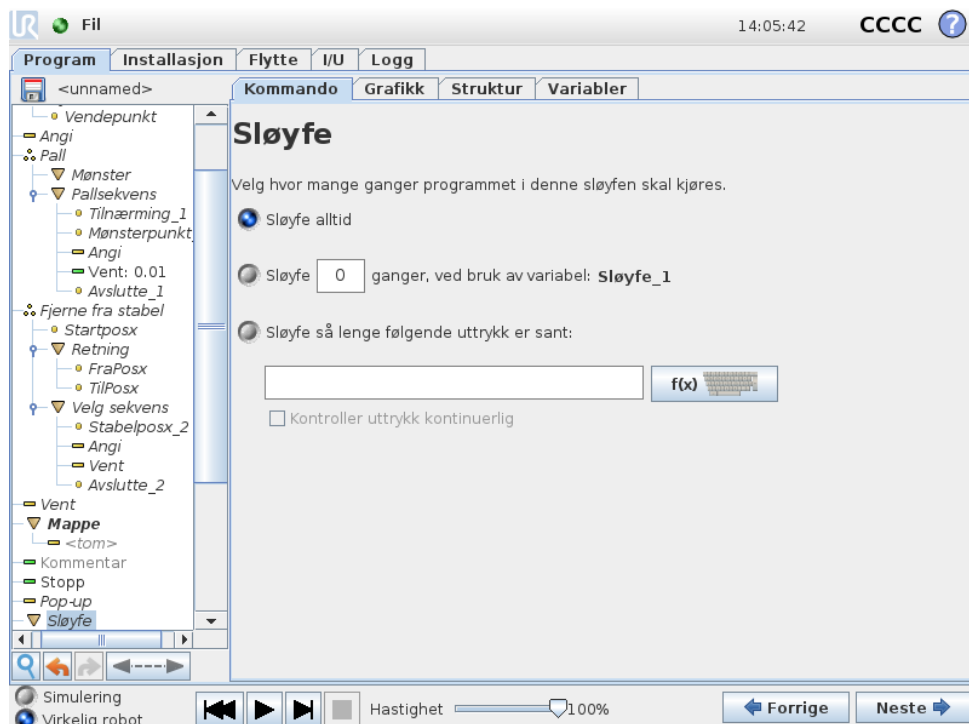 UR Fil 14:05:42 CCCC ?
Program Installasjon Flytte I/U Logg
<unnamed>
Kommando Grafikk Struktur Variabler
Vendepunkt
Angi
Pall
Mønster
Pallsekvens
Tilnærming_1
Mønsterpunkt_
Angi
Vent: 0.01
Avslutte_1
Fjerne fra stabel
Startposx
Retning
FraPosx
TilPosx
Velg sekvens
Stabelposx_2
Angi
Vent
Avslutte_2
Vent
Mappe
<tom>
Kommentar
Stopp
Pop-up
Sløyfe
Sløyfe
Velg hvor mange ganger programmet i denne sløyfen skal kjøres.
Sløyfe alltid
Sløyfe 0 ganger, ved bruk av variabel: Sløyfe_1
Sløyfe så lenge følgende uttrykk er sant:
f(x)
Kontroller uttrykk kontinuerlig
Simulering
Virkelig robot
Hastighet 100%
Forrige Neste